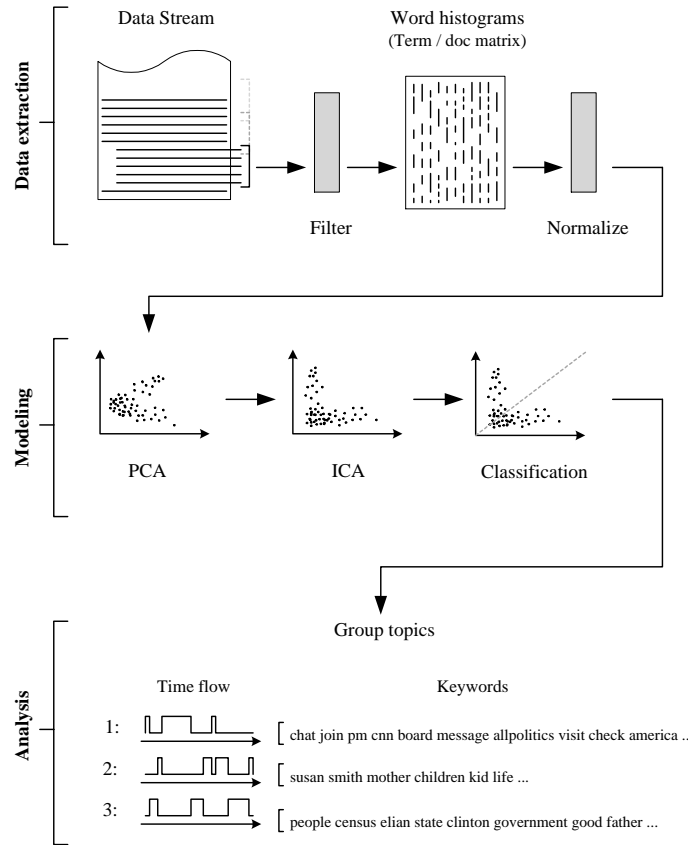 Data Stream
Word histograms
(Term / doc matrix)
Data extraction
Filter
Normalize
Modeling
PCA
ICA
Classification
Group topics
Analysis
Time flow
Keywords
1:
chat join pm cnn board message allpolitics visit check america ...
2:
susan smith mother children kid life ...
3:
people census elian state clinton government good father ...